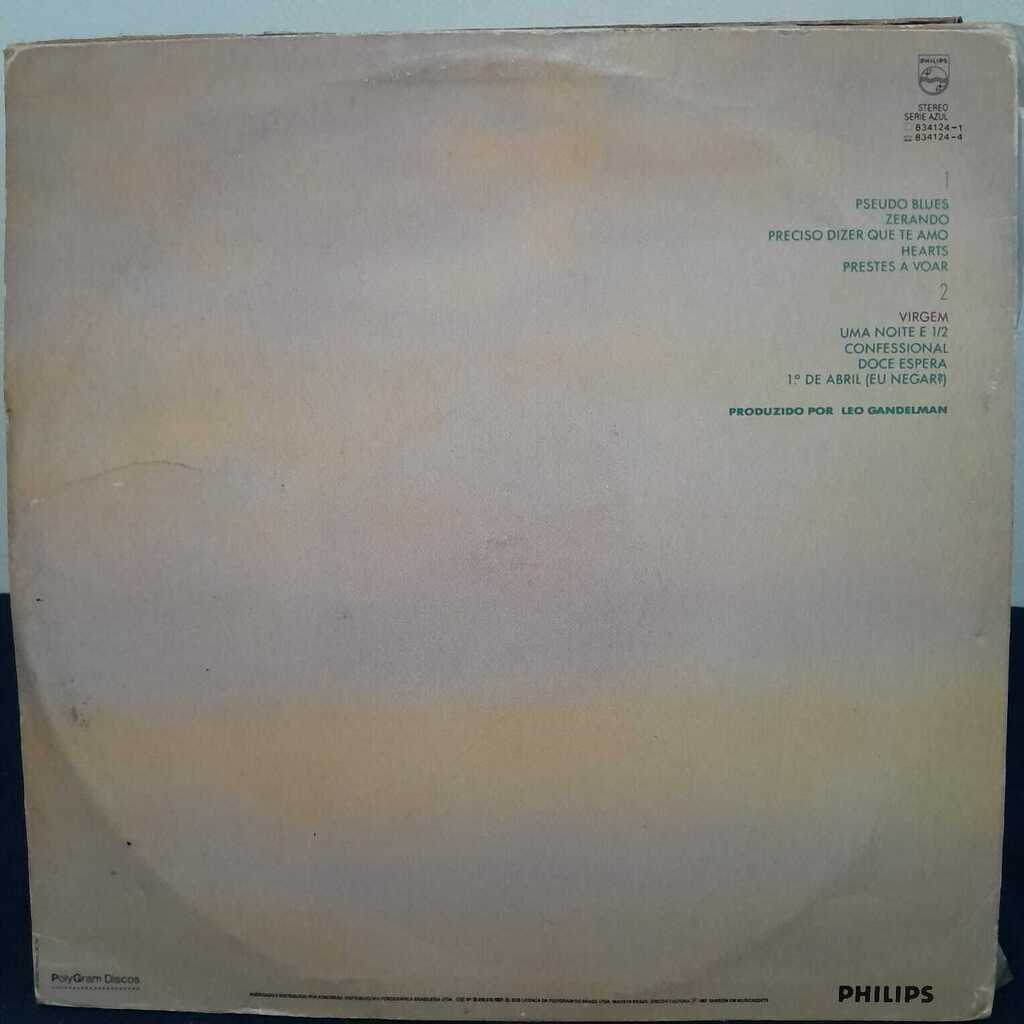 PHILIPS
STEREO
SERIE AZUL
834124-1
834124-4
1
PSEUDO BLUES
ZERANDO
PRECISO DIZER QUE TE AMO
HEARTS
PRESTES A VOAR
2
VIRGEM
UMA NOITE E 1/2
CONFESSIONAL
DOCE ESPERA
1º DE ABRIL (EU NEGAR?)
PRODUZIDO POR LEO GANDELMAN
PolyGram Discos
PHILIPS